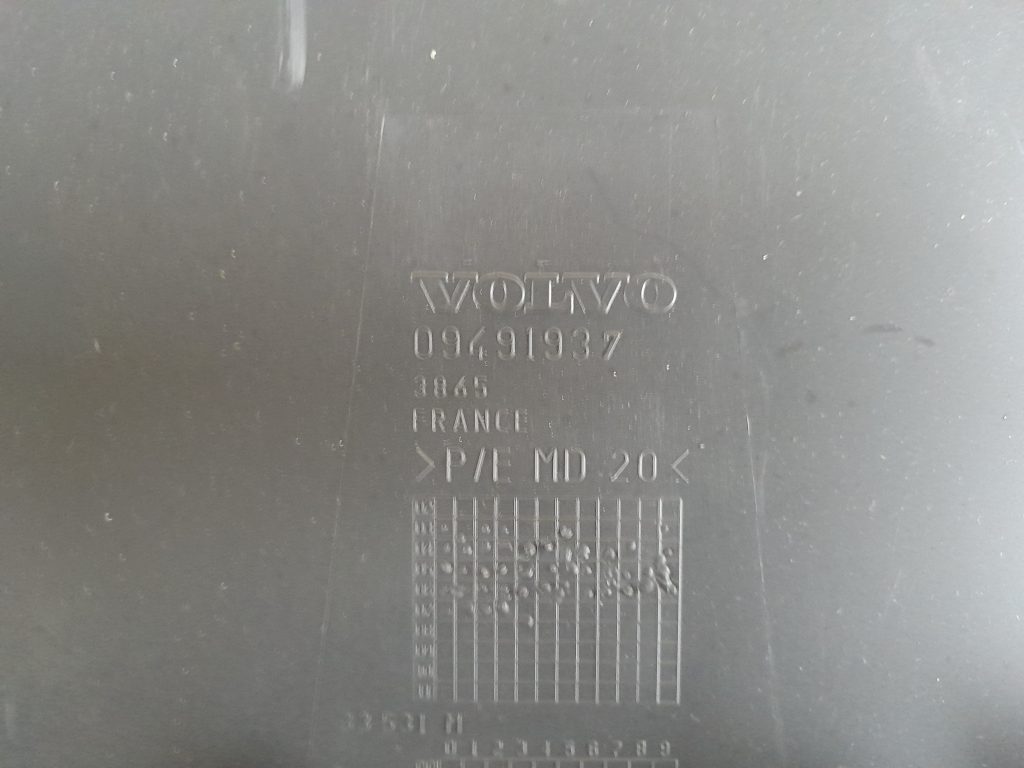 VOLVO
09491937
3865
FRANCE
>P/E MD 20<
0 1 2 3 4 5 6 7 8 9